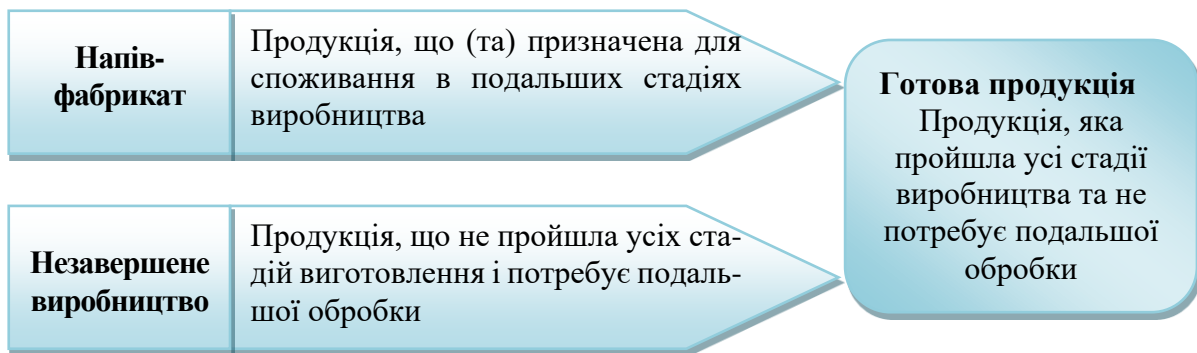 Напів-
фабрикат
Продукція, що (та) призначена для
споживання в подальших стадіях
виробництва
Незавершене
виробництво
Продукція, що не пройшла усіх ста-
дій виготовлення і потребує подаль-
шої обробки
Готова продукція
Продукція, яка
пройшла усі стадії
виробництва та не
потребує подальшої
обробки